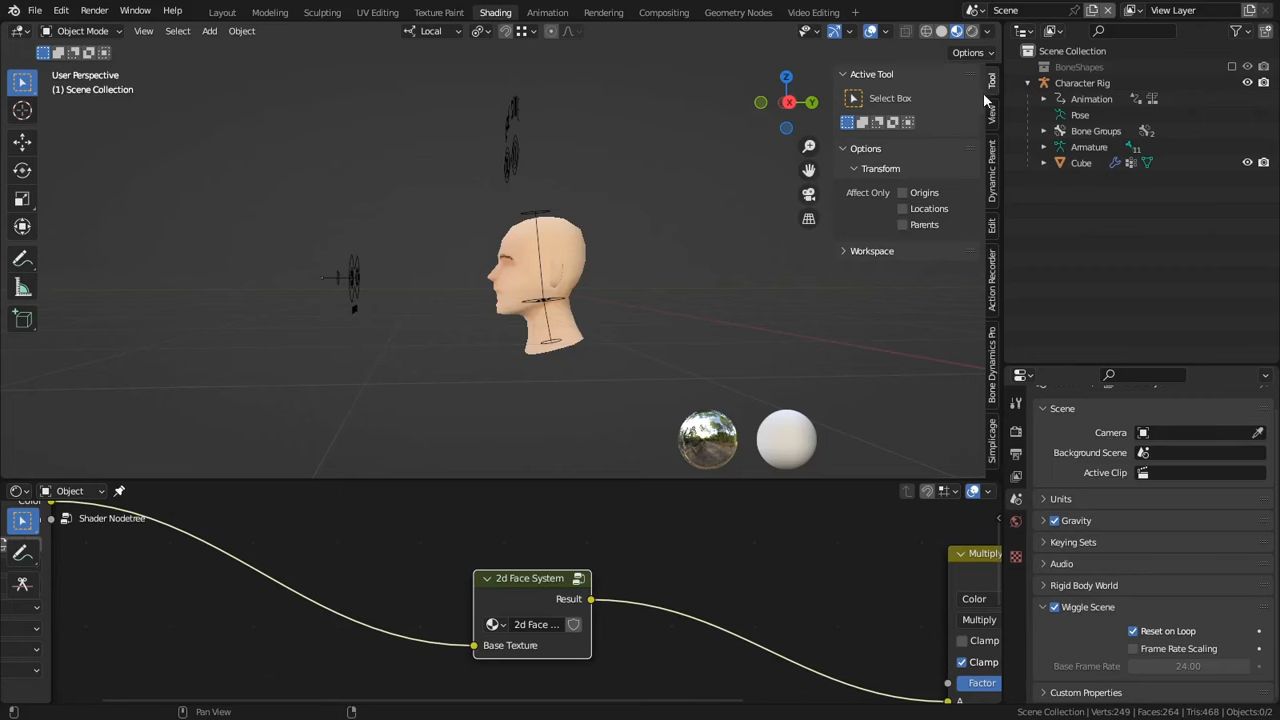 File Edit Render Window Help Layout Modeling Sculpting UV Editing Texture Paint Shading Animation Rendering Compositing Geometry Nodes Video Editing + Scene View Layer
Object Mode View Select Add Object Local
Options
User Perspective
(1) Scene Collection
Z
X
Y
Active Tool
Select Box
Options
Transform
Affect Only Origins
Locations
Parents
Workspace
Tool
View
Dynamic Parent
Edit
Action Recorder
Bone Dynamics Pro
Simplicage
Scene Collection
BoneShapes
Character Rig
Animation
Pose
Bone Groups 2
Armature 11
Cube
Scene
Camera
Background Scene
Active Clip
Units
Gravity
Keying Sets
Audio
Rigid Body World
Wiggle Scene
Reset on Loop
Frame Rate Scaling
Base Frame Rate 24.00
Custom Properties
Object
Color
Shader Nodetree
2d Face System
Result
2d Face ...
Base Texture
Multiply
Color
Multiply
Clamp
Clamp
Factor
A
Pan View
Scene Collection | Verts:249 | Faces:264 | Tris:468 | Objects:0/2